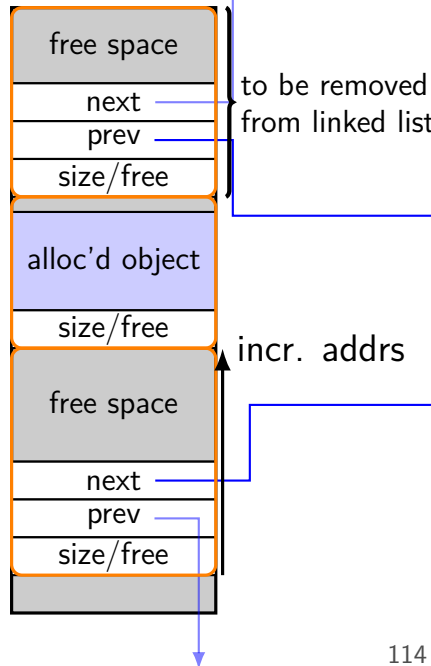 free space
next
prev
size/free
to be removed
from linked list
alloc'd object
size/free
incr. addrs
free space
next
prev
size/free
114